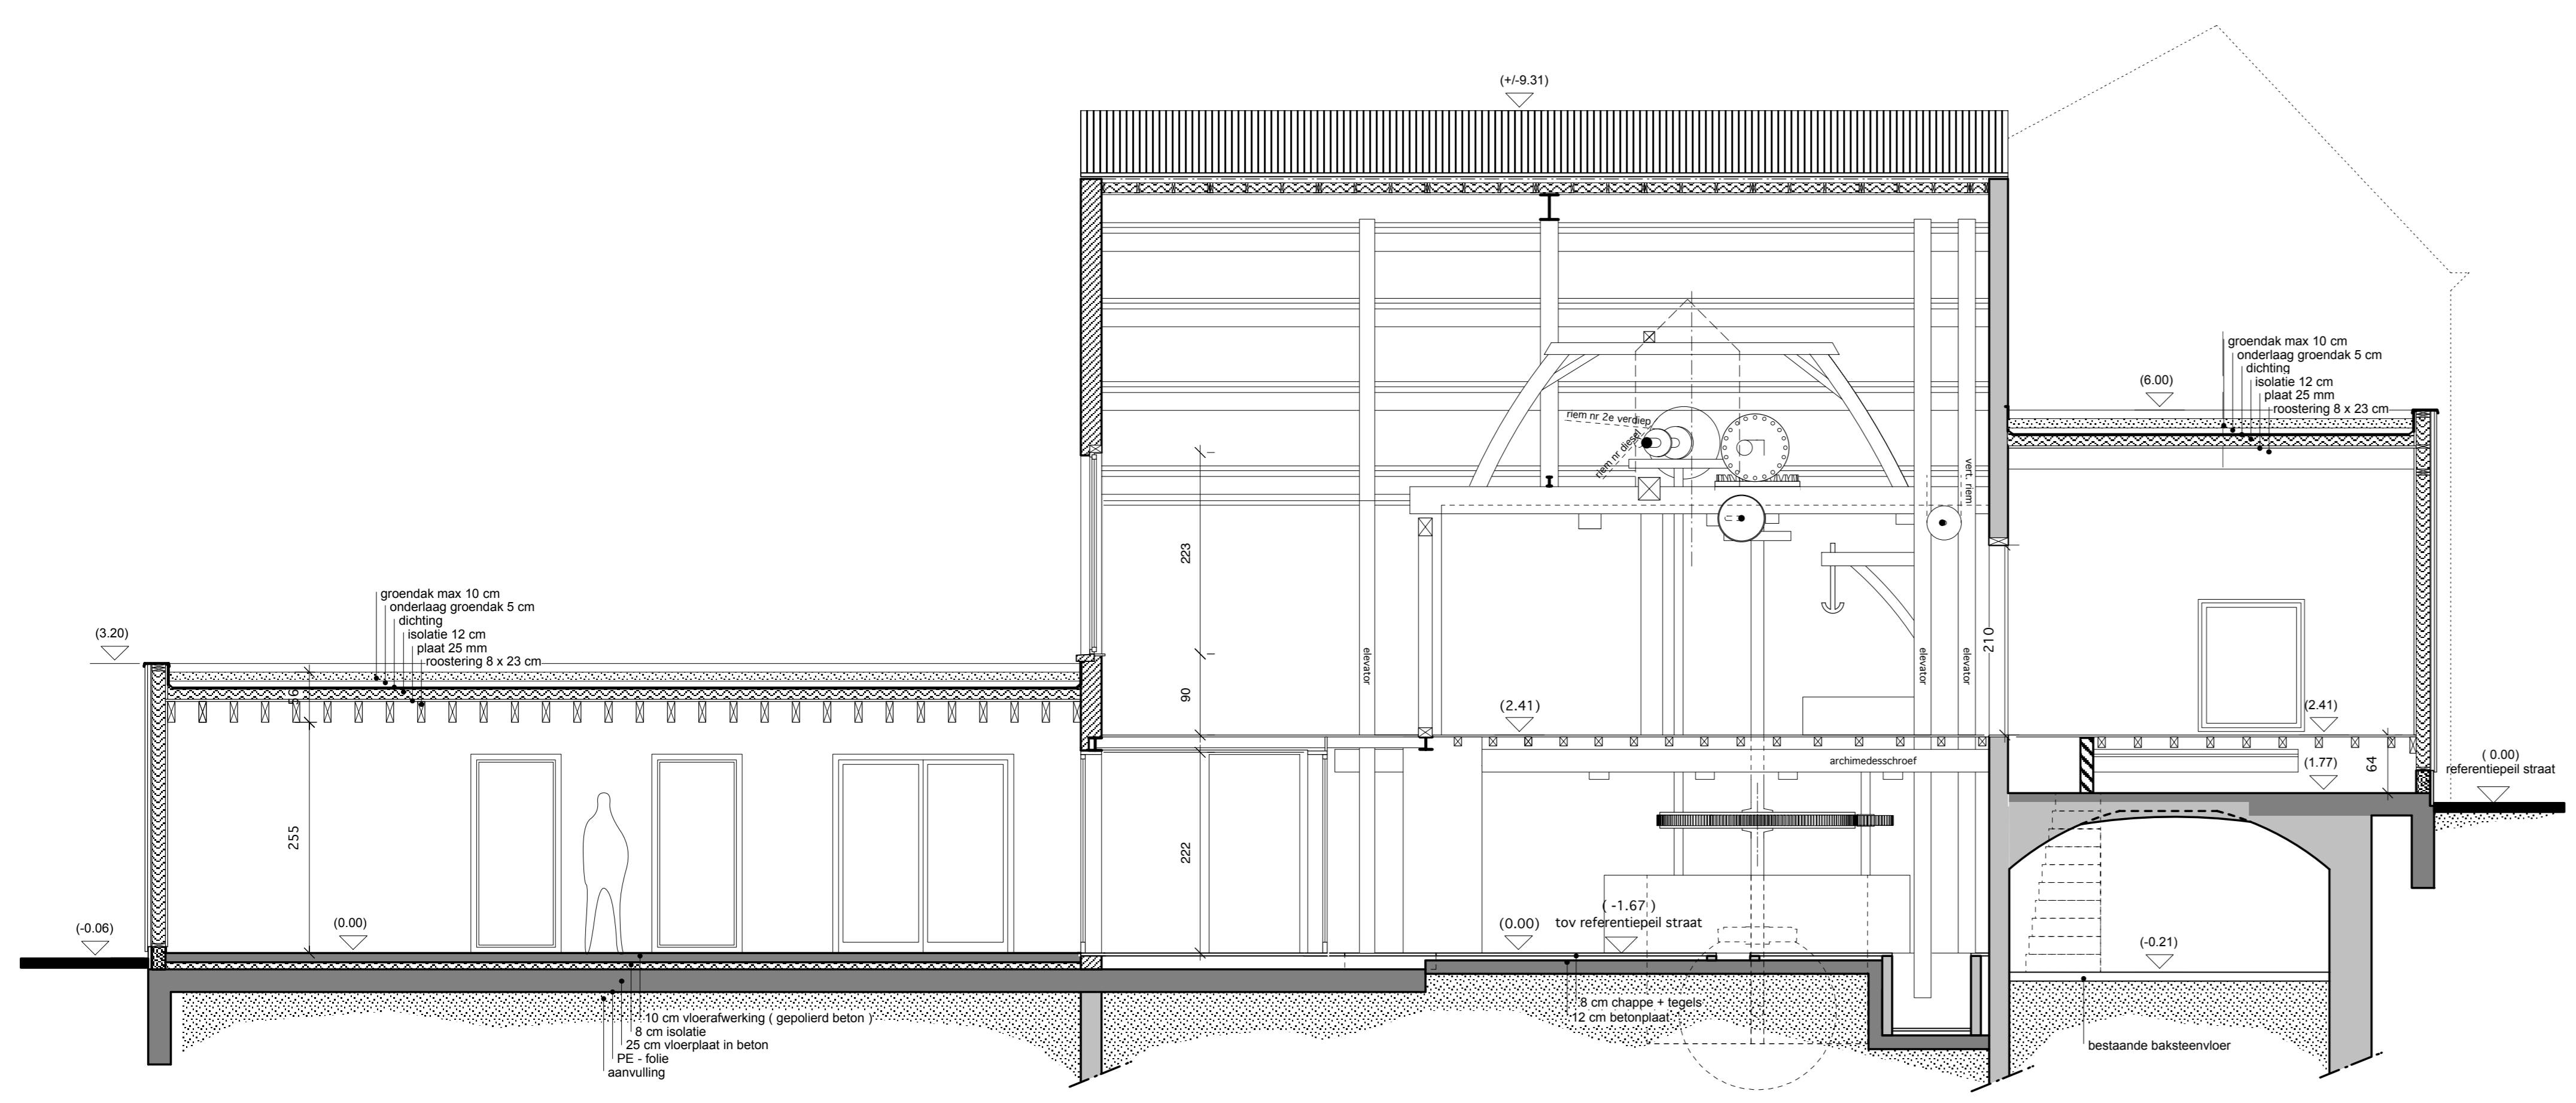 (+/-9.31)
groendak max 10 cm
onderlaag groendak 5 cm
dichting
isolatie 12 cm
plaat 25 mm
roostering 8 x 23 cm
(6.00)
riem nr 2e verdiep
riem nr diesel
vert. riem
223
90
222
210
elevator
elevator
elevator
(2.41)
(2.41)
archimedesschroef
(1.77)
64
( 0.00)
referentiepeil straat
groendak max 10 cm
onderlaag groendak 5 cm
dichting
isolatie 12 cm
plaat 25 mm
roostering 8 x 23 cm
(3.20)
56
255
(-0.06)
(0.00)
(0.00)
( -1.67 )
tov referentiepeil straat
(-0.21)
8 cm chappe + tegels
12 cm betonplaat
10 cm vloerafwerking ( gepolierd beton )
8 cm isolatie
25 cm vloerplaat in beton
PE - folie
aanvulling
bestaande baksteenvloer